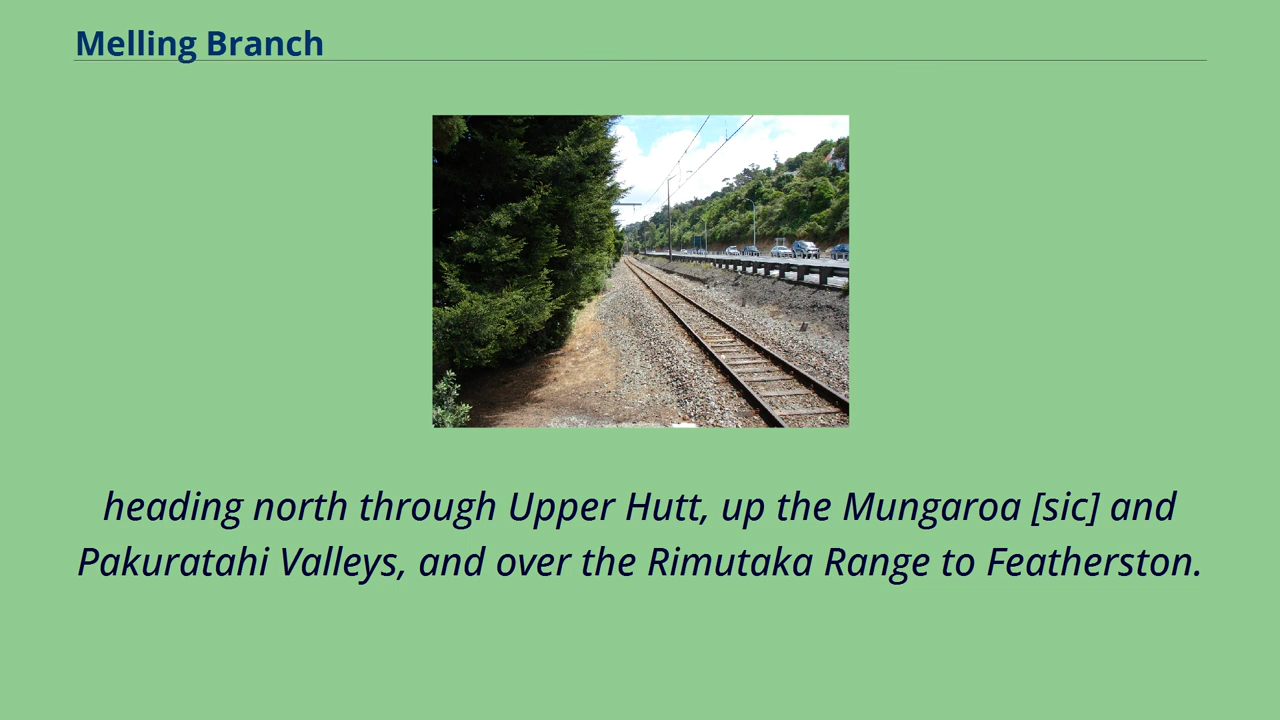 Melling Branch
heading north through Upper Hutt, up the Mungaroa [sic] and
Pakuratahi Valleys, and over the Rimutaka Range to Featherston.